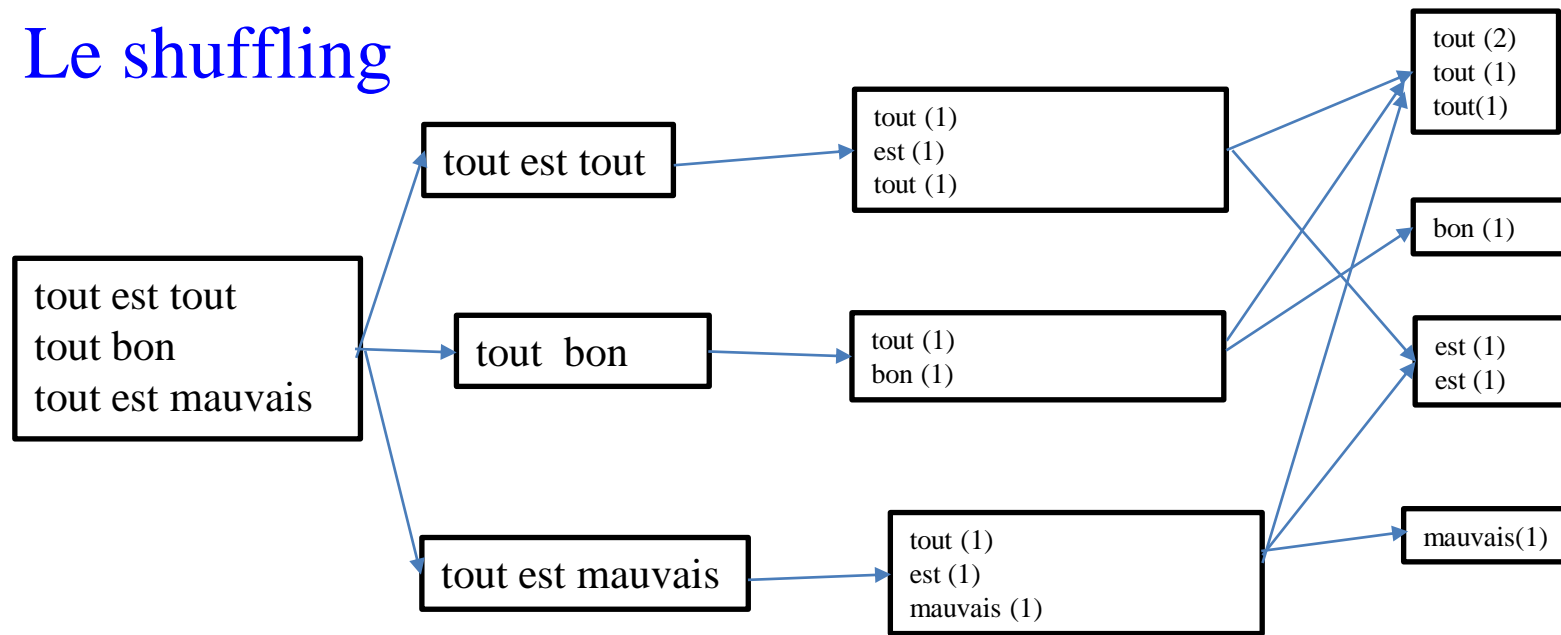 Le shuffling
tout est tout
tout bon
tout est mauvais
tout est tout
tout  bon
tout est mauvais
tout (1)
est (1)
tout (1)
tout (1)
bon (1)
tout (1)
est (1)
mauvais (1)
tout (2)
tout (1)
tout(1)
bon (1)
est (1)
est (1)
mauvais(1)